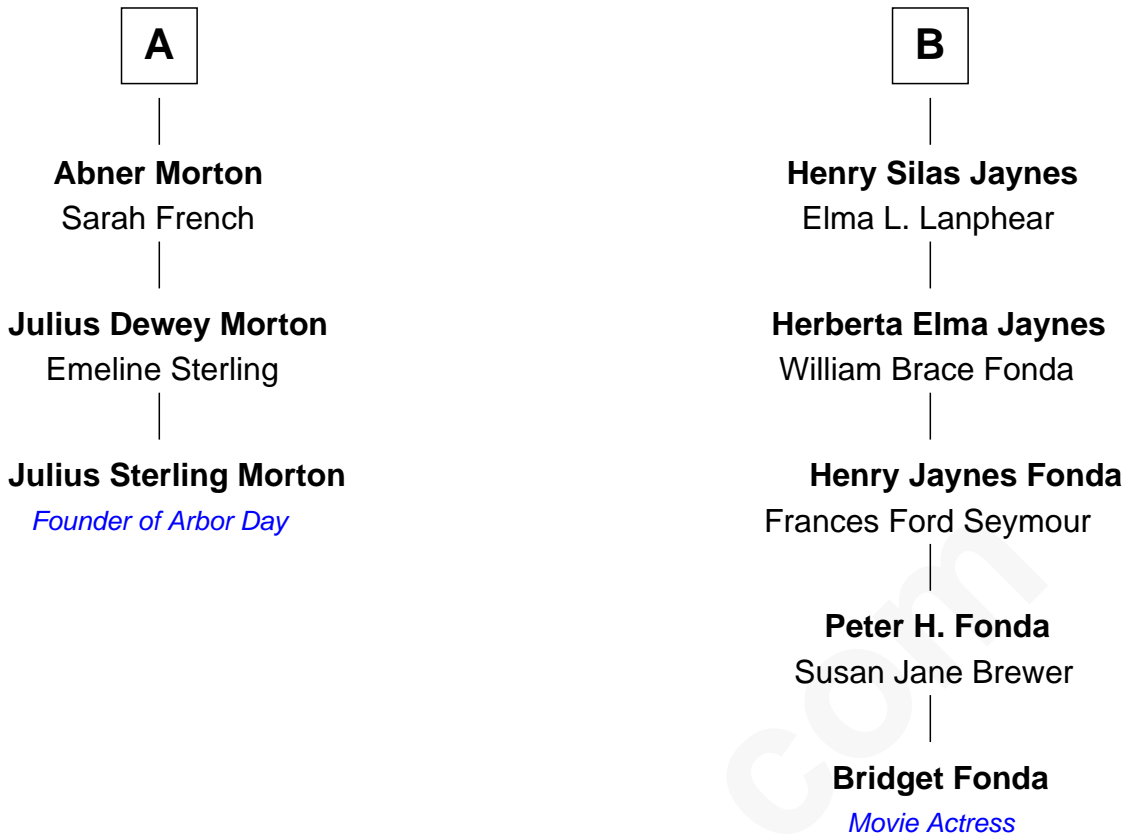 A
Abner Morton
Sarah French
Julius Dewey Morton
Emeline Sterling
Julius Sterling Morton
Founder of Arbor Day
B
Henry Silas Jaynes
Elma L. Lanphear
Herberta Elma Jaynes
William Brace Fonda
Henry Jaynes Fonda
Frances Ford Seymour
Peter H. Fonda
Susan Jane Brewer
Bridget Fonda
Movie Actress
com